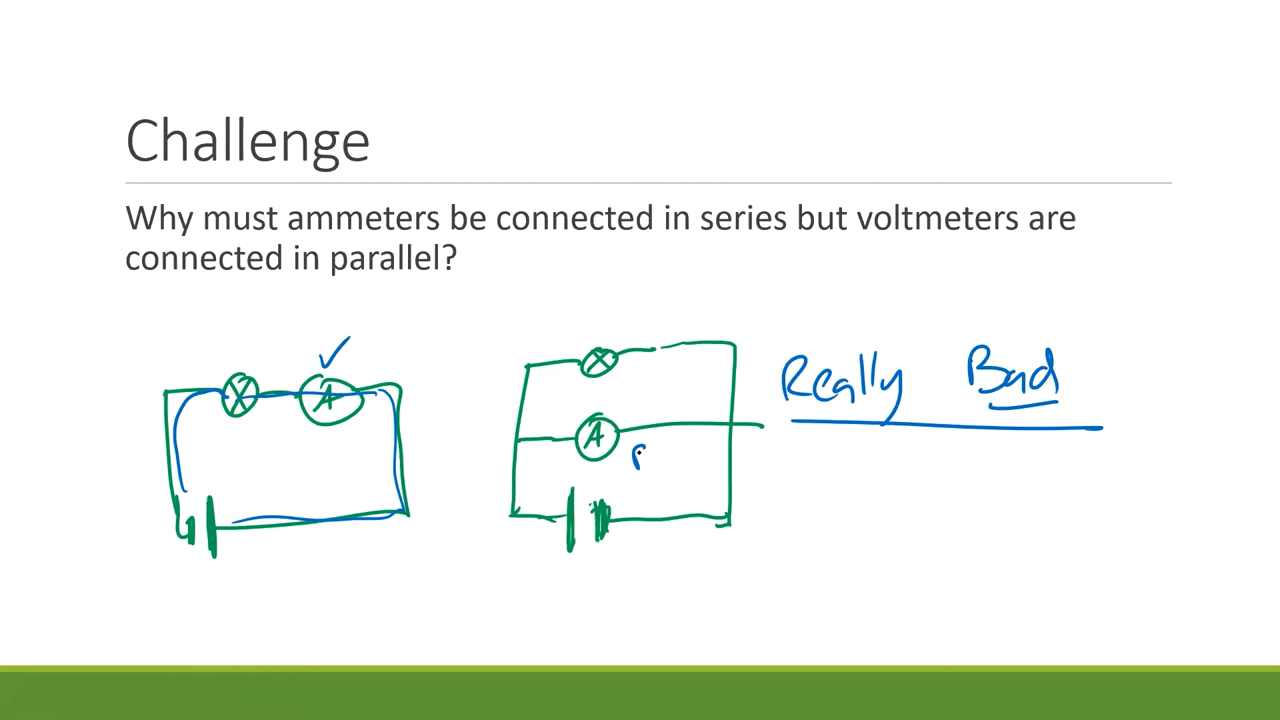 Challenge
Why must ammeters be connected in series but voltmeters are
connected in parallel?
Really Bad
A
A